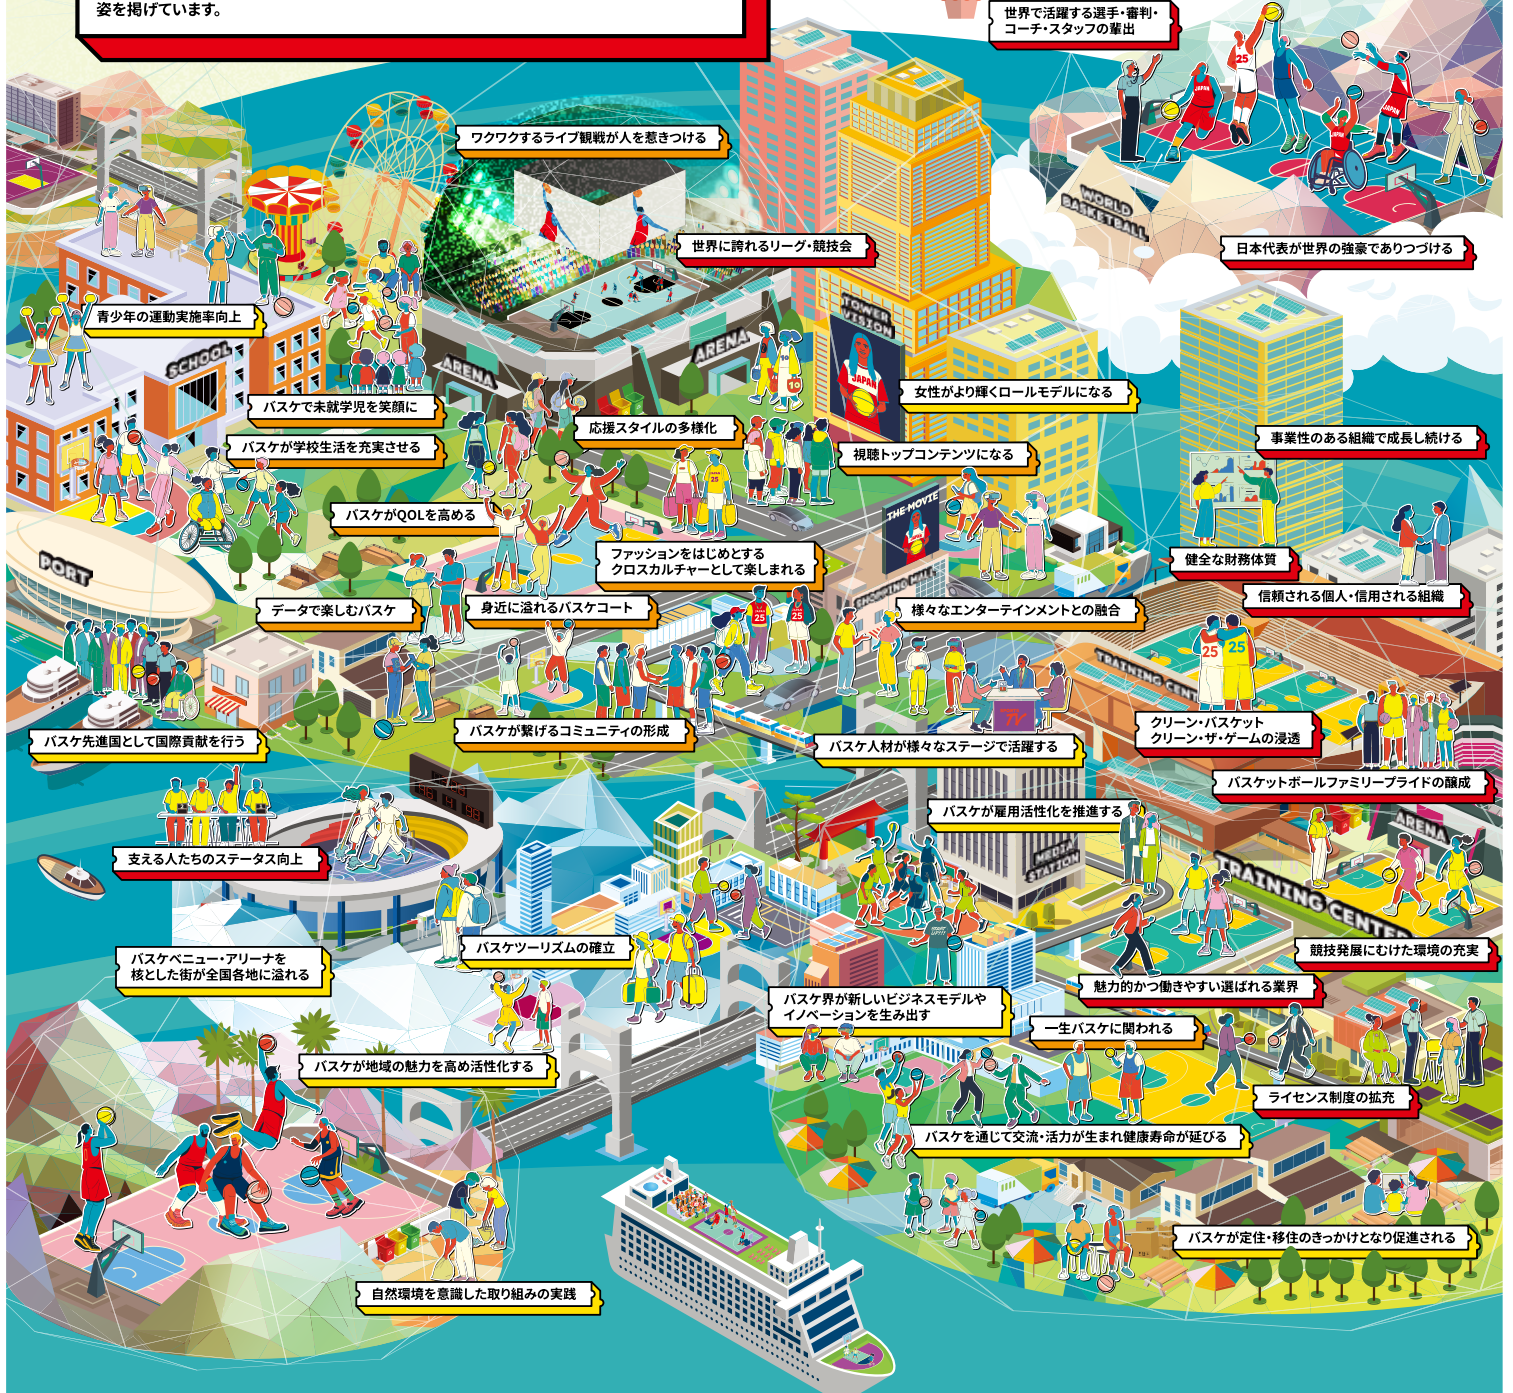 姿を掲げています。
世界で活躍する選手・審判・
コーチ・スタッフの輩出
25
JAPAN
JAPAN
JAPAN
ワクワクするライブ観戦が人を惹きつける
WORLD
BASKETBALL
世界に誇れるリーグ・競技会
日本代表が世界の強豪でありつづける
青少年の運動実施率向上
TOWER
VISION
SCHOOL
ARENA
ARENA
JAPAN
10
女性がより輝くロールモデルになる
バスケで未就学児を笑顔に
応援スタイルの多様化
事業性のある組織で成長し続ける
バスケが学校生活を充実させる
視聴トップコンテンツになる
25
THE MOVIE
バスケがQOLを高める
PORT
ファッションをはじめとする
クロスカルチャーとして楽しまれる
健全な財務体質
SHOPPING MALL
信頼される個人・信用される組織
データで楽しむバスケ
身近に溢れるバスケコート
様々なエンターテインメントとの融合
25
25
25
25
TRAINING CENT
TV
バスケ先進国として国際貢献を行う
バスケが繋げるコミュニティの形成
バスケ人材が様々なステージで活躍する
クリーン・バスケット
クリーン・ザ・ゲームの浸透
バスケットボールファミリープライドの醸成
バスケが雇用活性化を推進する
ARENA
支える人たちのステータス向上
MEDIA
STATION
TRAINING CENTER
バスケツーリズムの確立
競技発展にむけた環境の充実
バスケベニュー・アリーナを
核とした街が全国各地に溢れる
魅力的かつ働きやすい選ばれる業界
バスケ界が新しいビジネスモデルや
イノベーションを生み出す
一生バスケに関われる
バスケが地域の魅力を高め活性化する
ライセンス制度の拡充
バスケを通じて交流・活力が生まれ健康寿命が延びる
バスケが定住・移住のきっかけとなり促進される
自然環境を意識した取り組みの実践